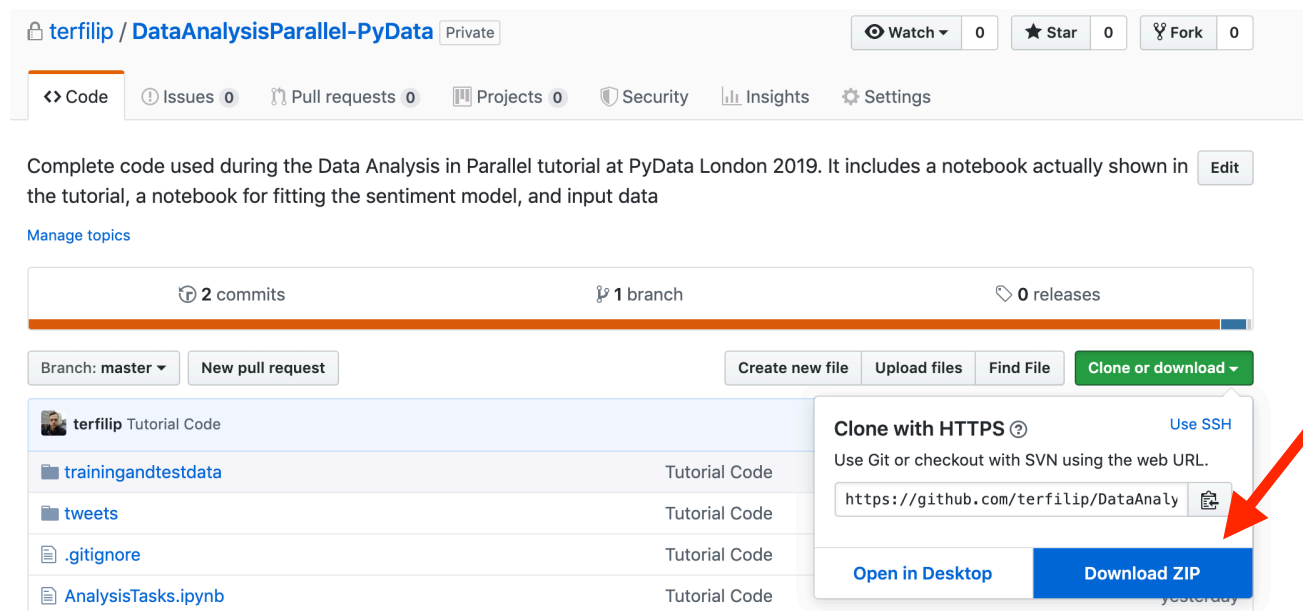 terfilip / DataAnalysisParallel-PyData Private Watch 0 Star 0 Fork 0
Code Issues 0 Pull requests 0 Projects 0 Security Insights Settings
Complete code used during the Data Analysis in Parallel tutorial at PyData London 2019. It includes a notebook actually shown in Edit
the tutorial, a notebook for fitting the sentiment model, and input data
Manage topics
2 commits 1 branch 0 releases
Branch: master New pull request Create new file Upload files Find File Clone or download
terfilip Tutorial Code
Clone with HTTPS Use SSH
Use Git or checkout with SVN using the web URL.
https://github.com/terfilip/DataAnaly
Open in Desktop Download ZIP
trainingandtestdata Tutorial Code
tweets Tutorial Code
.gitignore Tutorial Code
AnalysisTasks.ipynb Tutorial Code yesterday